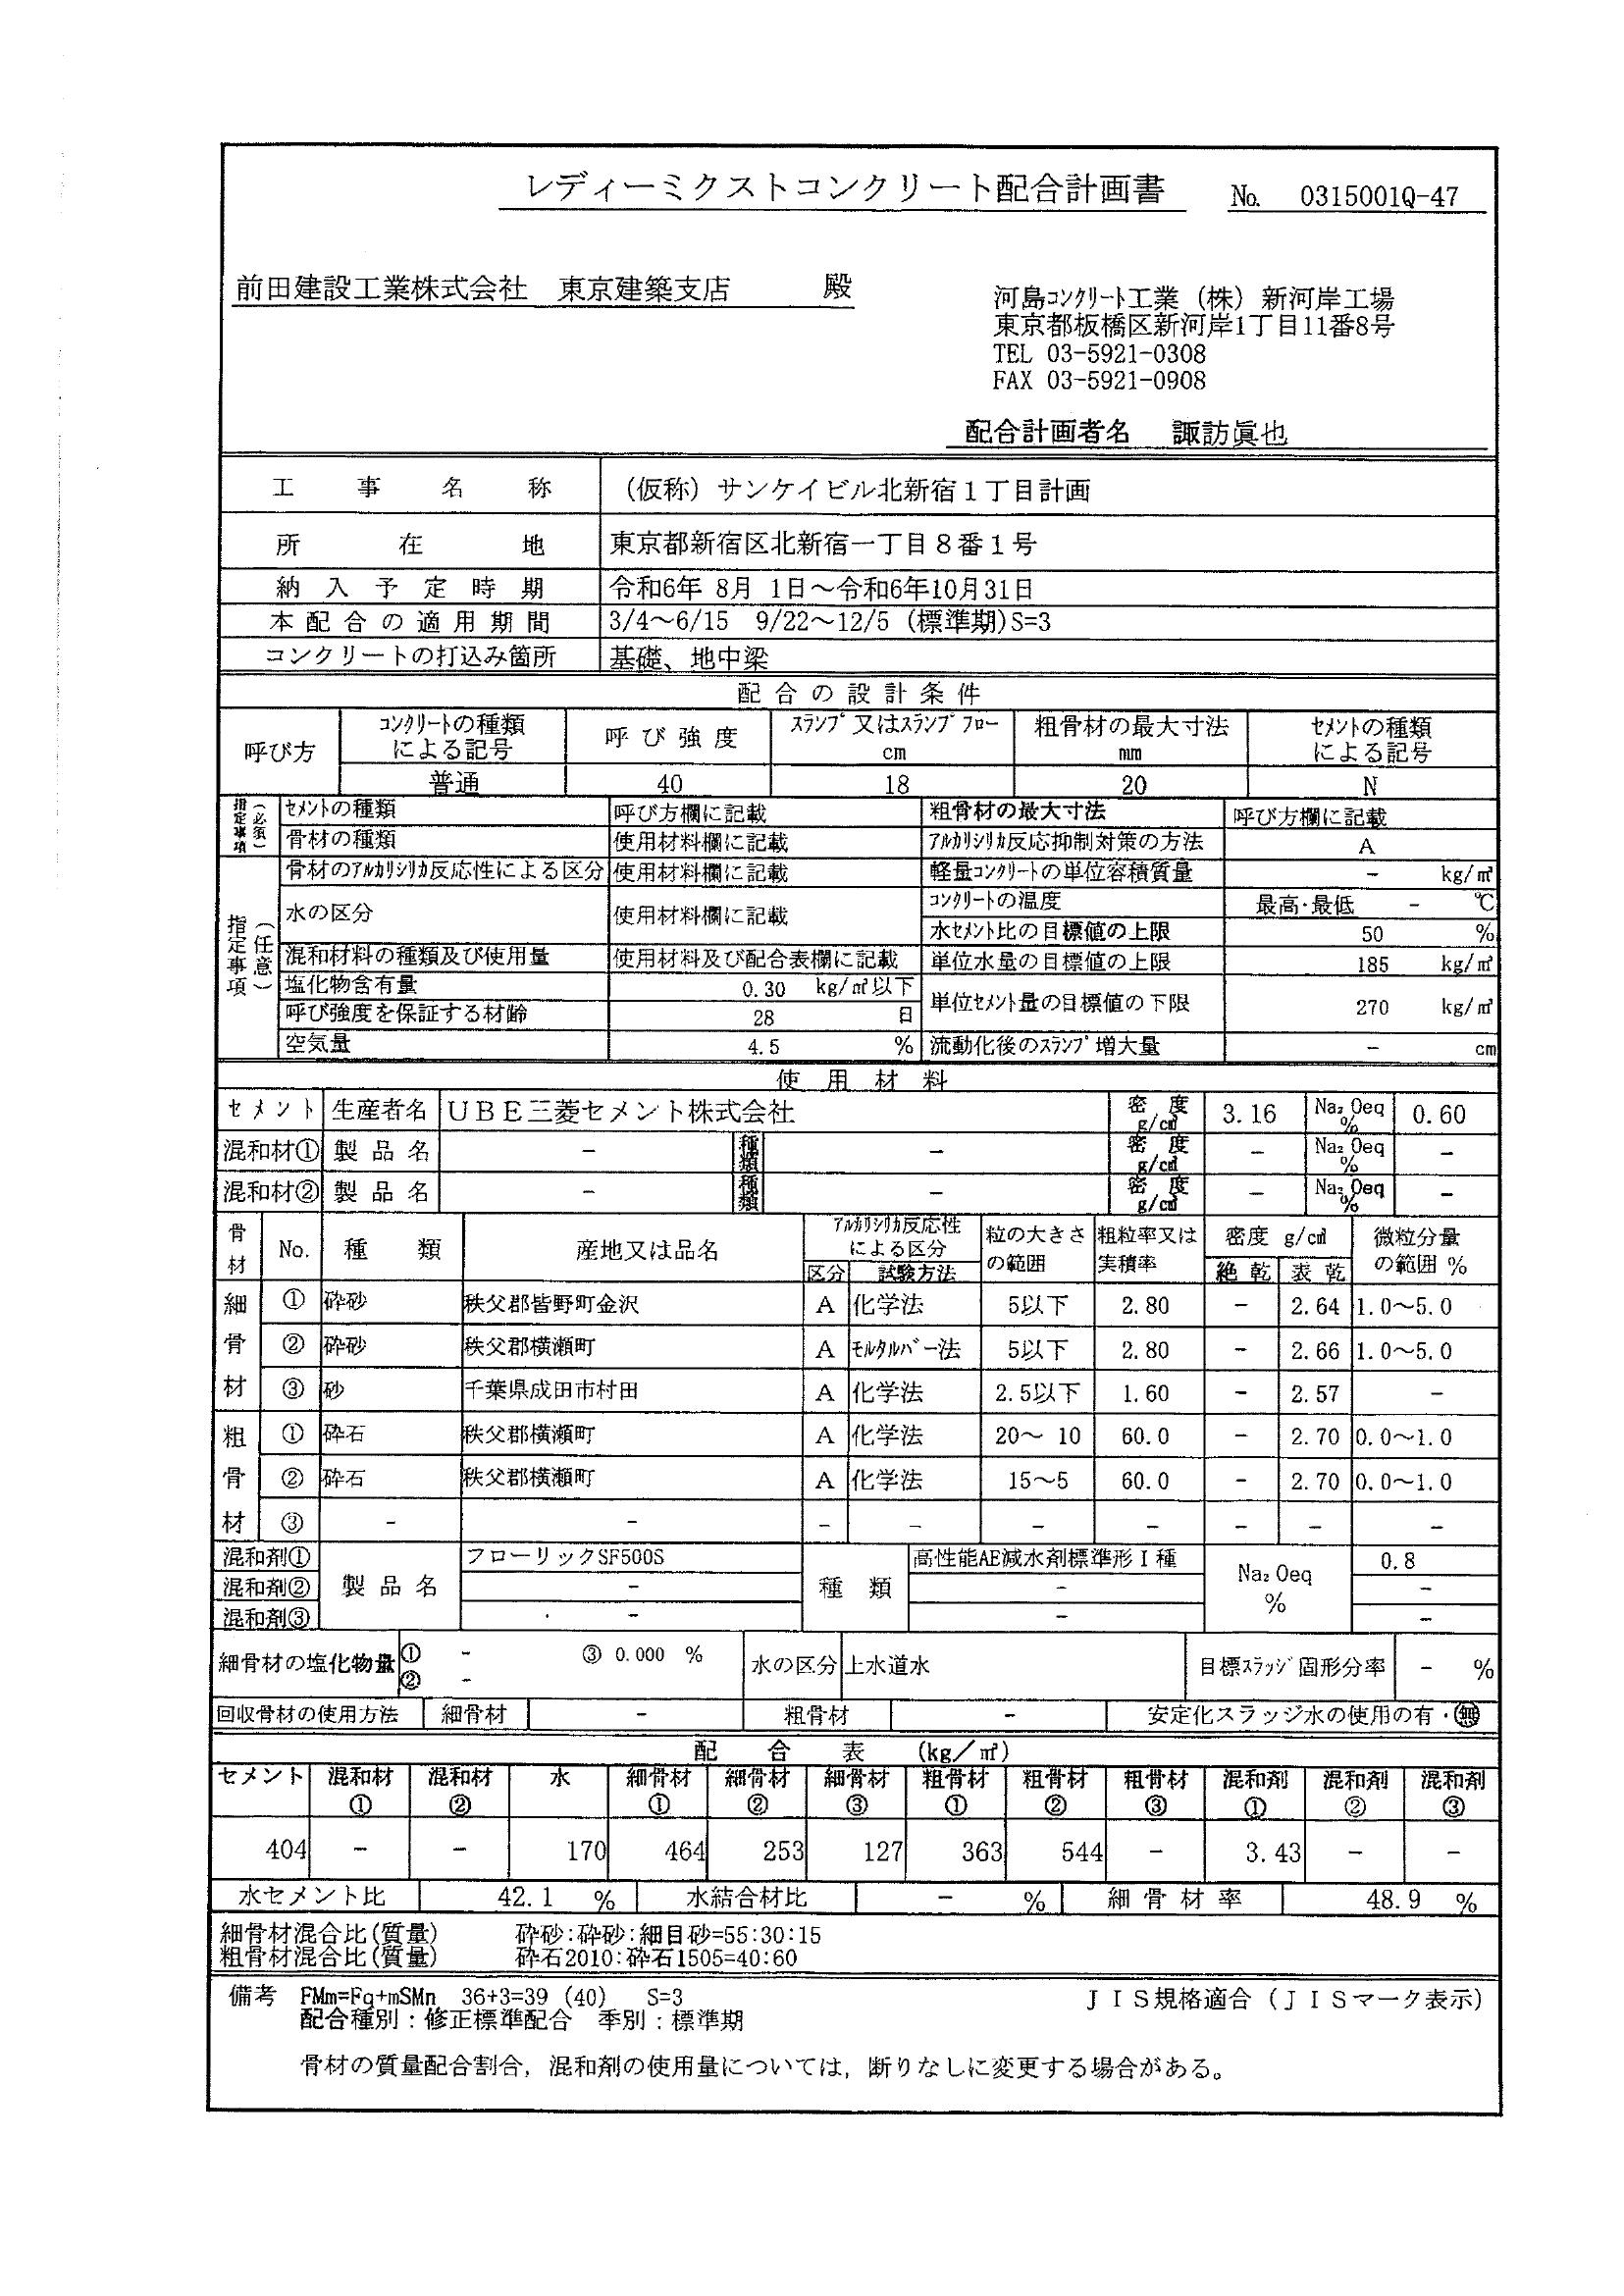 レディーミクストコンクリート配合計画書 No. 0315001Q-47
前田建設工業株式会社 東京建築支店 殿
河島ｺﾝｸﾘｰﾄ工業（株）新河岸工場
東京都板橋区新河岸1丁目11番8号
TEL 03-5921-0308
FAX 03-5921-0908
配合計画者名 諏訪眞也
工事名称 （仮称）サンケイビル北新宿１丁目計画
所在地 東京都新宿区北新宿一丁目８番１号
納入予定時期 令和6年 8月 1日～令和6年10月31日
本配合の適用期間 3/4～6/15 9/22～12/5 (標準期)S=3
コンクリートの打込み箇所 基礎、地中梁
配合の設計条件
呼び方 ｺﾝｸﾘｰﾄの種類による記号 呼び強度 ｽﾗﾝﾌﾟ又はｽﾗﾝﾌﾟﾌﾛｰ cm 粗骨材の最大寸法 mm ｾﾒﾝﾄの種類による記号
普通 40 18 20 N
指定事項（必須） ｾﾒﾝﾄの種類 呼び方欄に記載 粗骨材の最大寸法 呼び方欄に記載
骨材の種類 使用材料欄に記載 ｱﾙｶﾘｼﾘｶ反応抑制対策の方法 A
指定事項（任意） 骨材のｱﾙｶﾘｼﾘｶ反応性による区分 使用材料欄に記載 軽量ｺﾝｸﾘｰﾄの単位容積質量 - kg/㎥
水の区分 使用材料欄に記載 ｺﾝｸﾘｰﾄの温度 最高･最低 - ℃
水ｾﾒﾝﾄ比の目標値の上限 50 %
混和材料の種類及び使用量 使用材料及び配合表欄に記載 単位水量の目標値の上限 185 kg/㎥
塩化物含有量 0.30 kg/㎥以下 単位ｾﾒﾝﾄ量の目標値の下限 270 kg/㎥
呼び強度を保証する材齢 28 日
空気量 4.5 % 流動化後のｽﾗﾝﾌﾟ増大量 - cm
使用材料
セメント 生産者名 ＵＢＥ三菱セメント株式会社 密度 g/c㎥ 3.16 Na₂Oeq % 0.60
混和材① 製品名 - 種類 - 密度 g/c㎥ - Na₂Oeq % -
混和材② 製品名 - 種類 - 密度 g/c㎥ - Na₂Oeq % -
骨材 No. 種類 産地又は品名 ｱﾙｶﾘｼﾘｶ反応性による区分 粒の大きさの範囲 粗粒率又は実積率 密度 g/c㎥ 微粒分量の範囲 %
区分 試験方法 絶乾 表乾
細骨材 ① 砕砂 秩父郡皆野町金沢 A 化学法 5以下 2.80 - 2.64 1.0～5.0
② 砕砂 秩父郡横瀬町 A ﾓﾙﾀﾙﾊﾞｰ法 5以下 2.80 - 2.66 1.0～5.0
③ 砂 千葉県成田市村田 A 化学法 2.5以下 1.60 - 2.57 -
粗骨材 ① 砕石 秩父郡横瀬町 A 化学法 20～ 10 60.0 - 2.70 0.0～1.0
② 砕石 秩父郡横瀬町 A 化学法 15～5 60.0 - 2.70 0.0～1.0
③ - - - - - - - - -
混和剤① 製品名 フローリックSF500S 種類 高性能AE減水剤標準形Ⅰ種 Na₂Oeq % 0.8
混和剤② - - -
混和剤③ - - -
細骨材の塩化物量 ① - ③ 0.000 % 水の区分 上水道水 目標ｽﾗｯｼﾞ固形分率 - %
② -
回収骨材の使用方法 細骨材 - 粗骨材 - 安定化スラッジ水の使用の有・㊇
配合表 (kg／㎥)
セメント 混和材① 混和材② 水 細骨材① 細骨材② 細骨材③ 粗骨材① 粗骨材② 粗骨材③ 混和剤① 混和剤② 混和剤③
404 - - 170 464 253 127 363 544 - 3.43 - -
水セメント比 42.1 % 水結合材比 - % 細骨材率 48.9 %
細骨材混合比(質量) 砕砂:砕砂:細目砂=55:30:15
粗骨材混合比(質量) 砕石2010:砕石1505=40:60
備考 FMm=Fq+mSMn 36+3=39 (40) S=3 ＪＩＳ規格適合（ＪＩＳマーク表示）
配合種別：修正標準配合 季別：標準期
骨材の質量配合割合，混和剤の使用量については，断りなしに変更する場合がある。